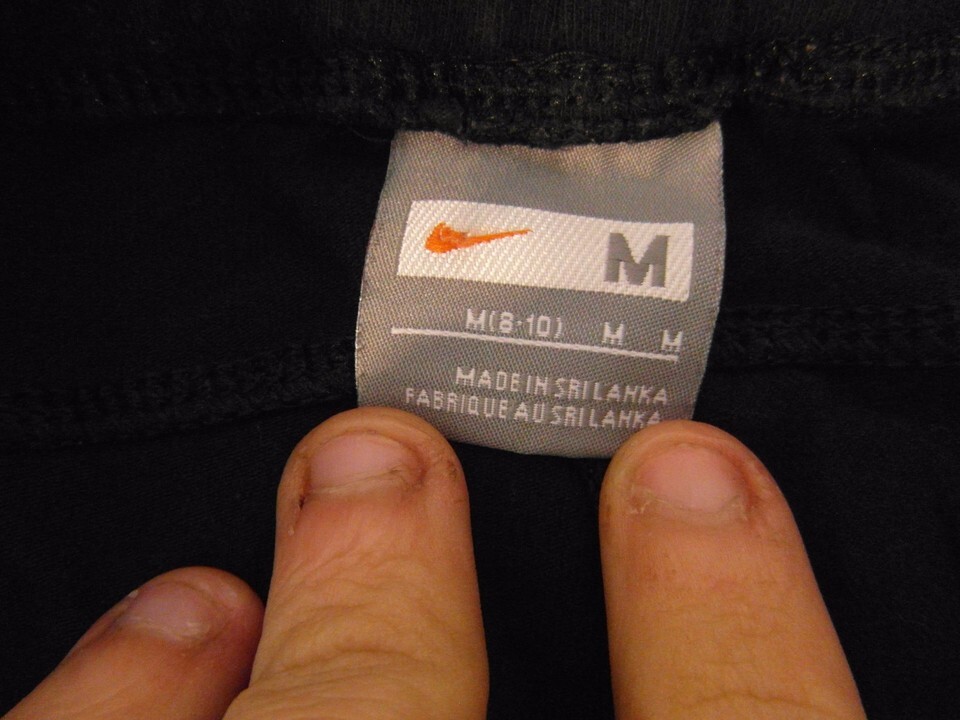 M
M(8-10) M M
MADE IN SRI LANKA
FABRIQUE AU SRI LANKA